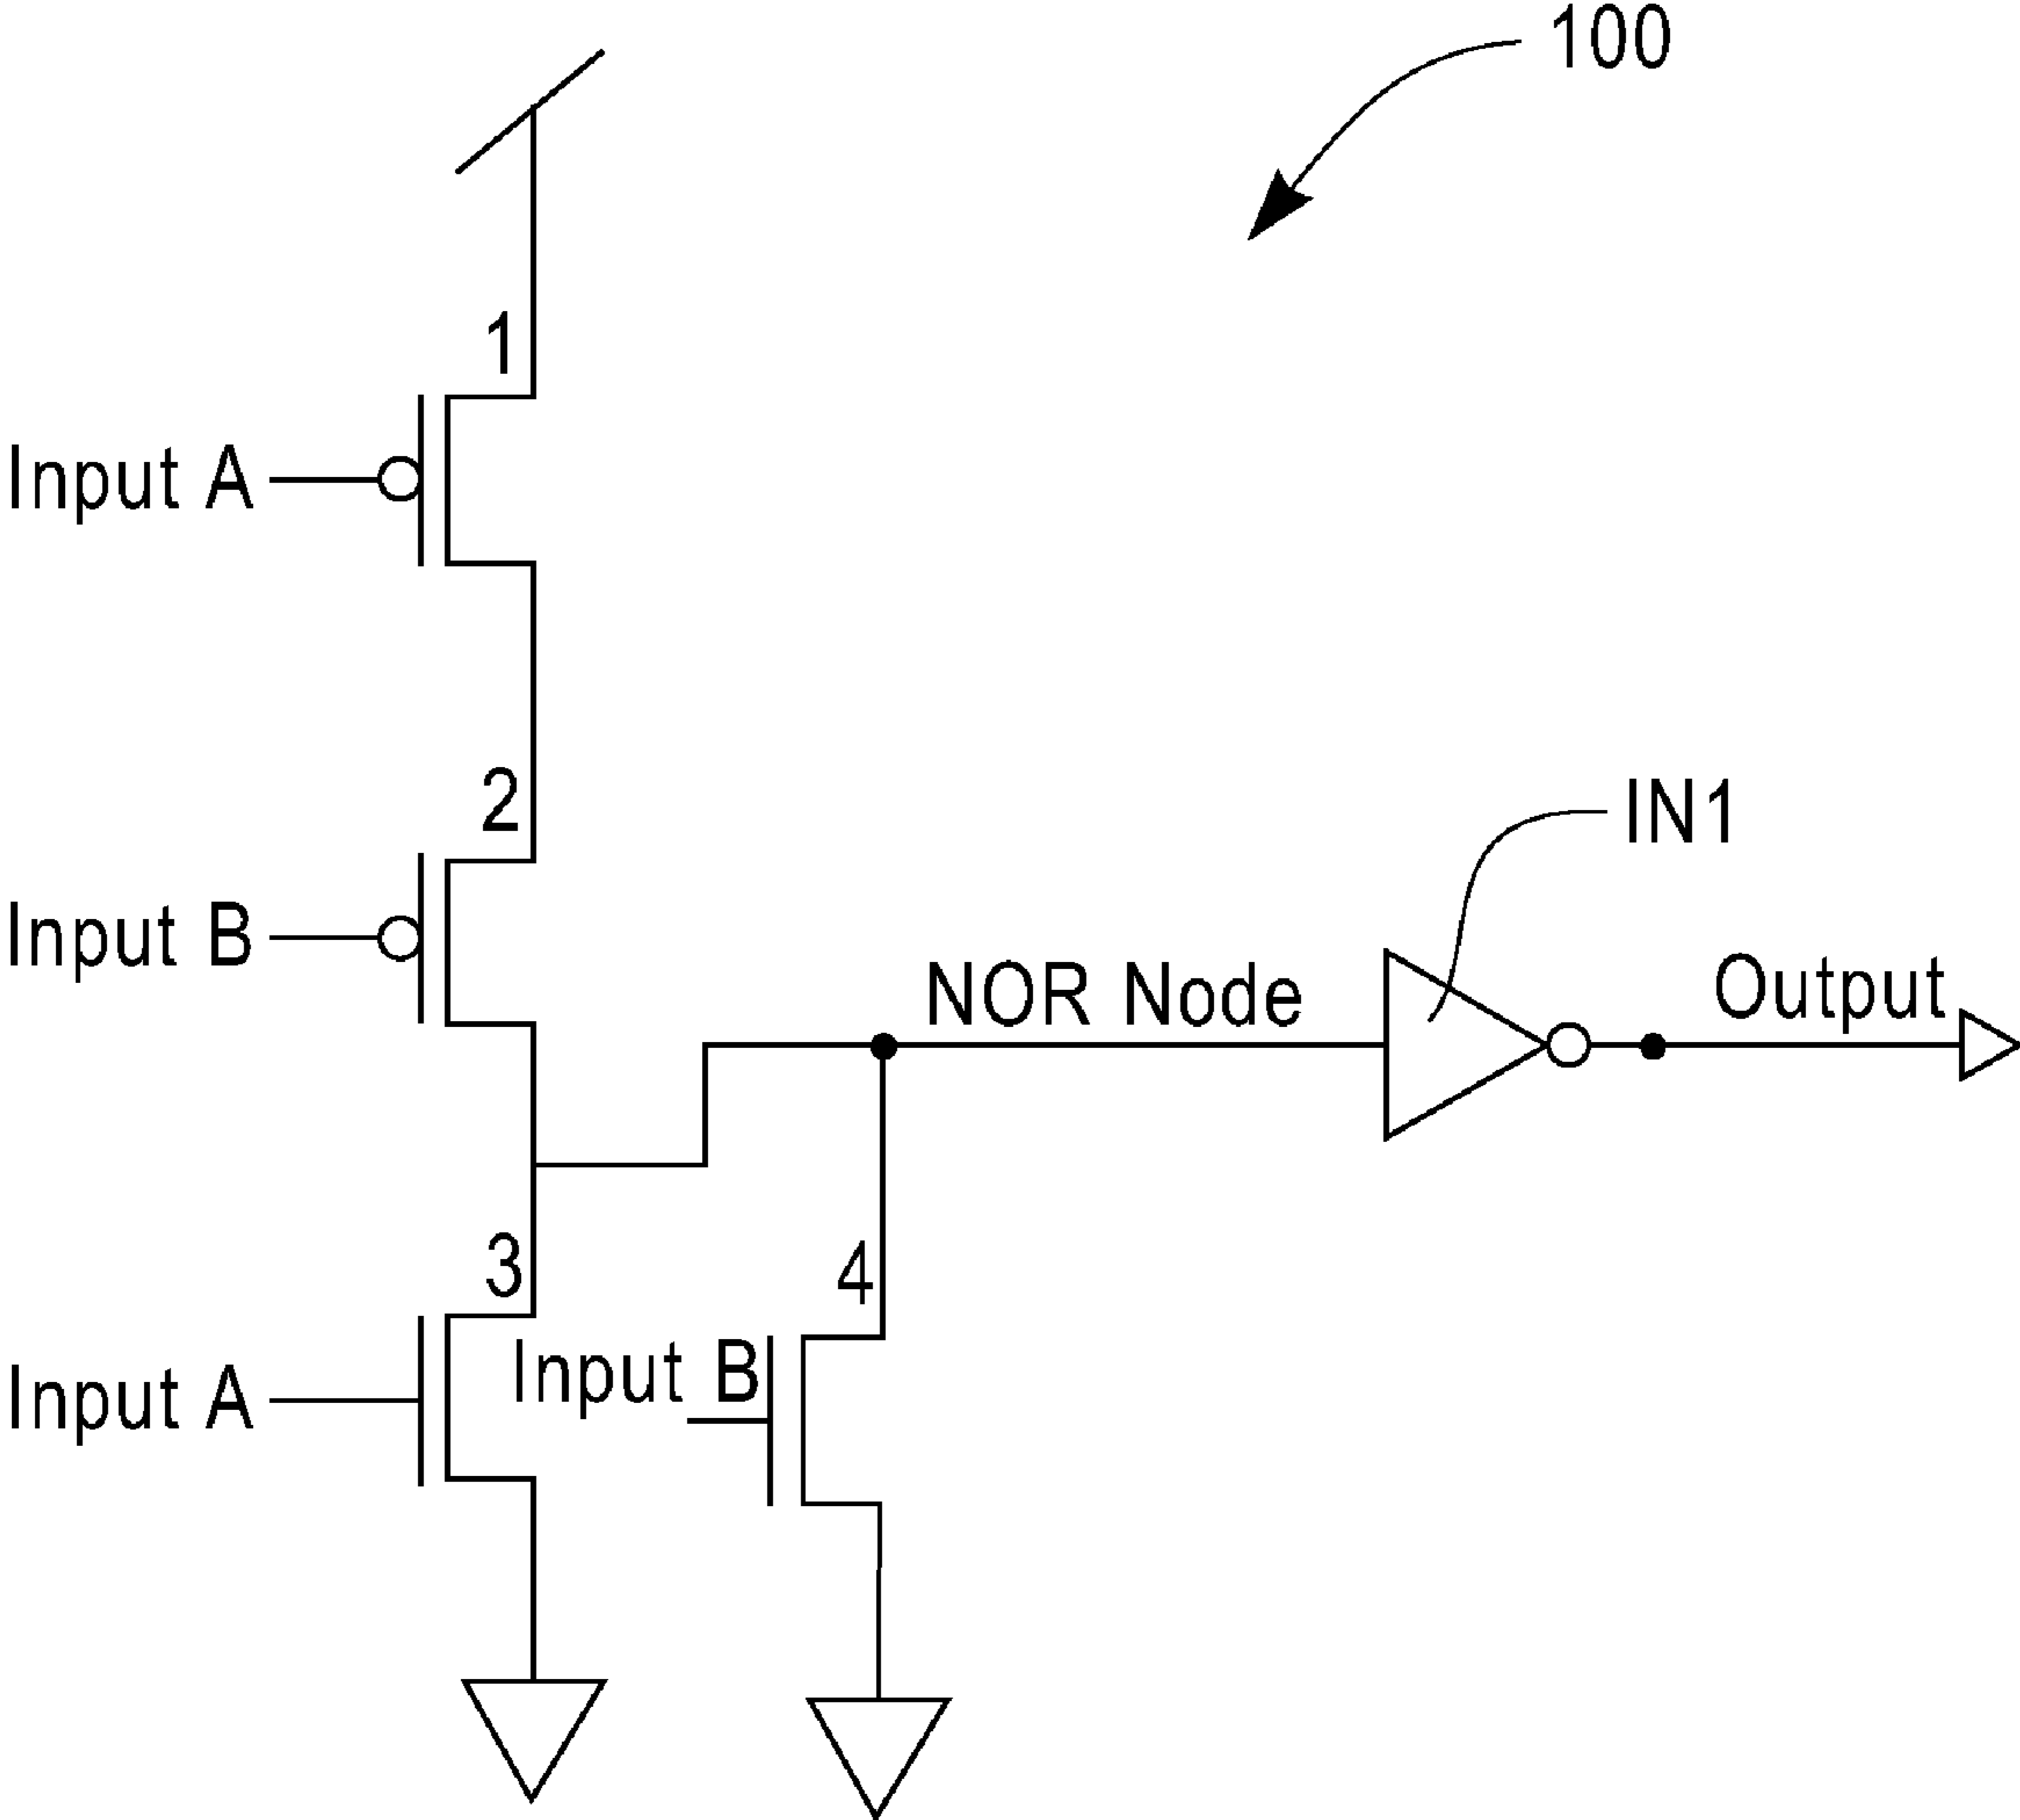 100
1
Input A
2
IN1
Input B
NOR Node
Output
3
4
Input A
Input B